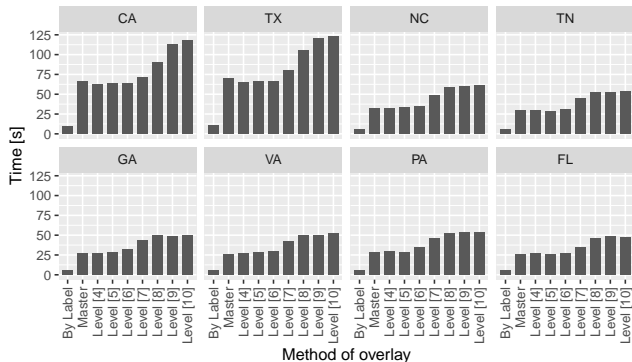 CA TX NC TN
125
100
75
50
25
0
GA VA PA FL
125
100
75
50
25
0
Time [s]
By Label Master Level [4] Level [5] Level [6] Level [7] Level [8] Level [9] Level [10]
By Label Master Level [4] Level [5] Level [6] Level [7] Level [8] Level [9] Level [10]
By Label Master Level [4] Level [5] Level [6] Level [7] Level [8] Level [9] Level [10]
By Label Master Level [4] Level [5] Level [6] Level [7] Level [8] Level [9] Level [10]
Method of overlay